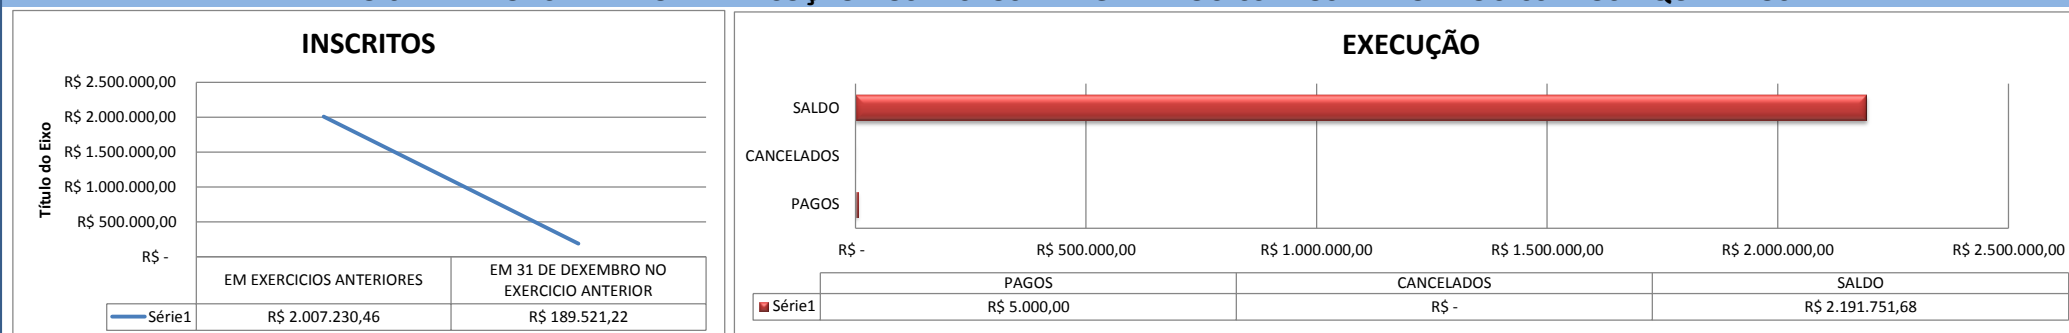 INSCRITOS
R$ 2.500.000,00
R$ 2.000.000,00
R$ 1.500.000,00
R$ 1.000.000,00
R$ 500.000,00
R$ -
Título do Eixo
EM EXERCICIOS ANTERIORES
EM 31 DE DEXEMBRO NO
EXERCICIO ANTERIOR
Série1 R$ 2.007.230,46 R$ 189.521,22
EXECUÇÃO
SALDO
CANCELADOS
PAGOS
R$ - R$ 500.000,00 R$ 1.000.000,00 R$ 1.500.000,00 R$ 2.000.000,00 R$ 2.500.000,00
PAGOS CANCELADOS SALDO
Série1 R$ 5.000,00 R$ - R$ 2.191.751,68